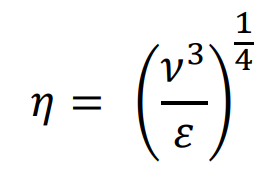 η = (ν³/ε)^(1/4)